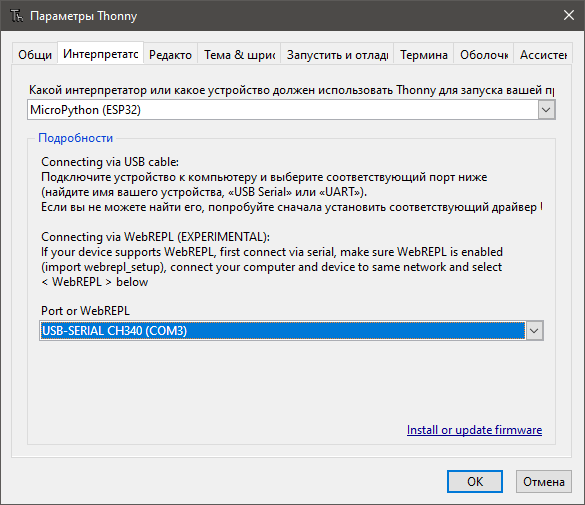 Параметры Thonny
Общи Интерпретато Редакто Тема & шрис Запустить и отлад Термина Оболочк Ассистен
Какой интерпретатор или какое устройство должен использовать Thonny для запуска вашей пр
MicroPython (ESP32)
Подробности
Connecting via USB cable:
Подключите устройство к компьютеру и выберите соответствующий порт ниже
(найдите имя вашего устройства, «USB Serial» или «UART»).
Если вы не можете найти его, попробуйте сначала установить соответствующий драйвер U
Connecting via WebREPL (EXPERIMENTAL):
If your device supports WebREPL, first connect via serial, make sure WebREPL is enabled
(import webrepl_setup), connect your computer and device to same network and select
< WebREPL > below
Port or WebREPL
USB-SERIAL CH340 (COM3)
Install or update firmware
OK Отмена